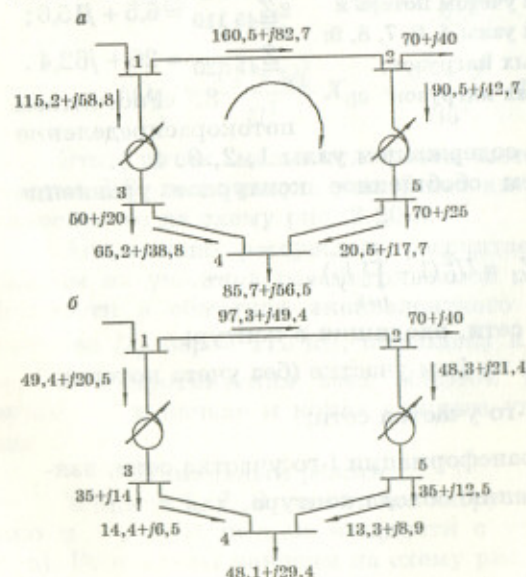 а
160,5+j82,7
70+j40
1
2
115,2+j58,8
90,5+j42,7
3
5
50+j20
70+j25
65,2+j38,8
4
20,5+j17,7
85,7+j56,5
б
97,3+j49,4
70+j40
1
2
49,4+j20,5
48,3+j21,4
3
5
35+j14
35+j12,5
14,4+j6,5
4
13,3+j8,9
48,1+j29,4